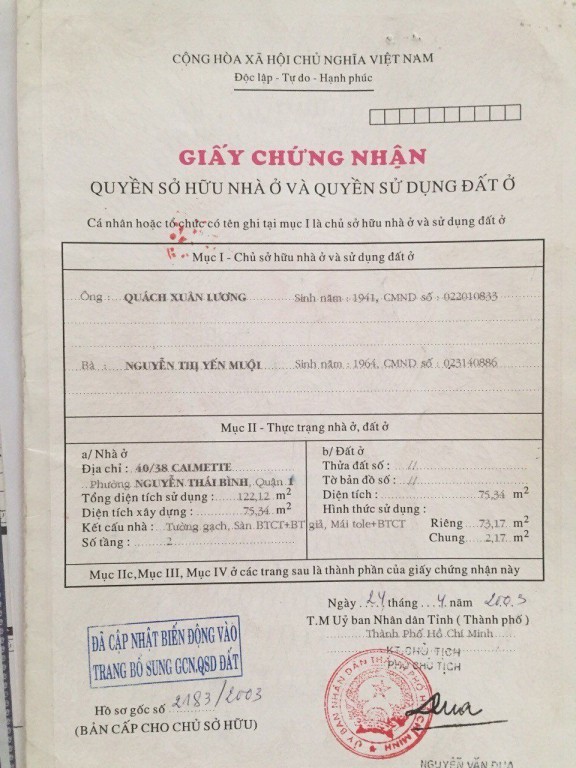 CỘNG HÒA XÃ HỘI CHỦ NGHĨA VIỆT NAM
Độc lập - Tự do - Hạnh phúc
GIẤY CHỨNG NHẬN
QUYỀN SỞ HỮU NHÀ Ở VÀ QUYỀN SỬ DỤNG ĐẤT Ở
Cá nhân hoặc tổ chức có tên ghi tại mục I là chủ sở hữu nhà ở và sử dụng đất ở
Mục I - Chủ sở hữu nhà ở và sử dụng đất ở
Ông : QUÁCH XUÂN LƯƠNG Sinh năm : 1941, CMND số : 022010833
Bà : NGUYỄN THỊ YẾN MUỘI Sinh năm : 1964, CMND số : 023140886
Mục II - Thực trạng nhà ở, đất ở
a/ Nhà ở
Địa chỉ : 40/38 CALMETTE
Phường NGUYỄN THÁI BÌNH, Quận 1
Tổng diện tích sử dụng : 122,12 m2
Diện tích xây dựng : 75,34 m2
Kết cấu nhà : Tường gạch, Sàn BTCT+BT giả, Mái tole+BTCT
Số tầng : 2
b/ Đất ở
Thửa đất số : //
Tờ bản đồ số : //
Diện tích : 75,34 m2
Hình thức sử dụng :
Riêng 73,17 m2
Chung 2,17 m2
Mục IIc, Mục III, Mục IV ở các trang sau là thành phần của giấy chứng nhận này
Ngày 24 tháng 4 năm 2003
T.M Uỷ ban Nhân dân Tỉnh ( Thành phố )
Thành Phố Hồ Chí Minh
KT.CHỦ TỊCH
PHÓ CHỦ TỊCH
ĐÃ CẬP NHẬT BIẾN ĐỘNG VÀO
TRANG BỔ SUNG GCN.QSD ĐẤT
Hồ sơ gốc số 2183/2003
(BẢN CẤP CHO CHỦ SỞ HỮU)
ỦY BAN NHÂN DÂN THÀNH PHỐ HỒ CHÍ MINH
NGUYỄN VĂN ĐUA